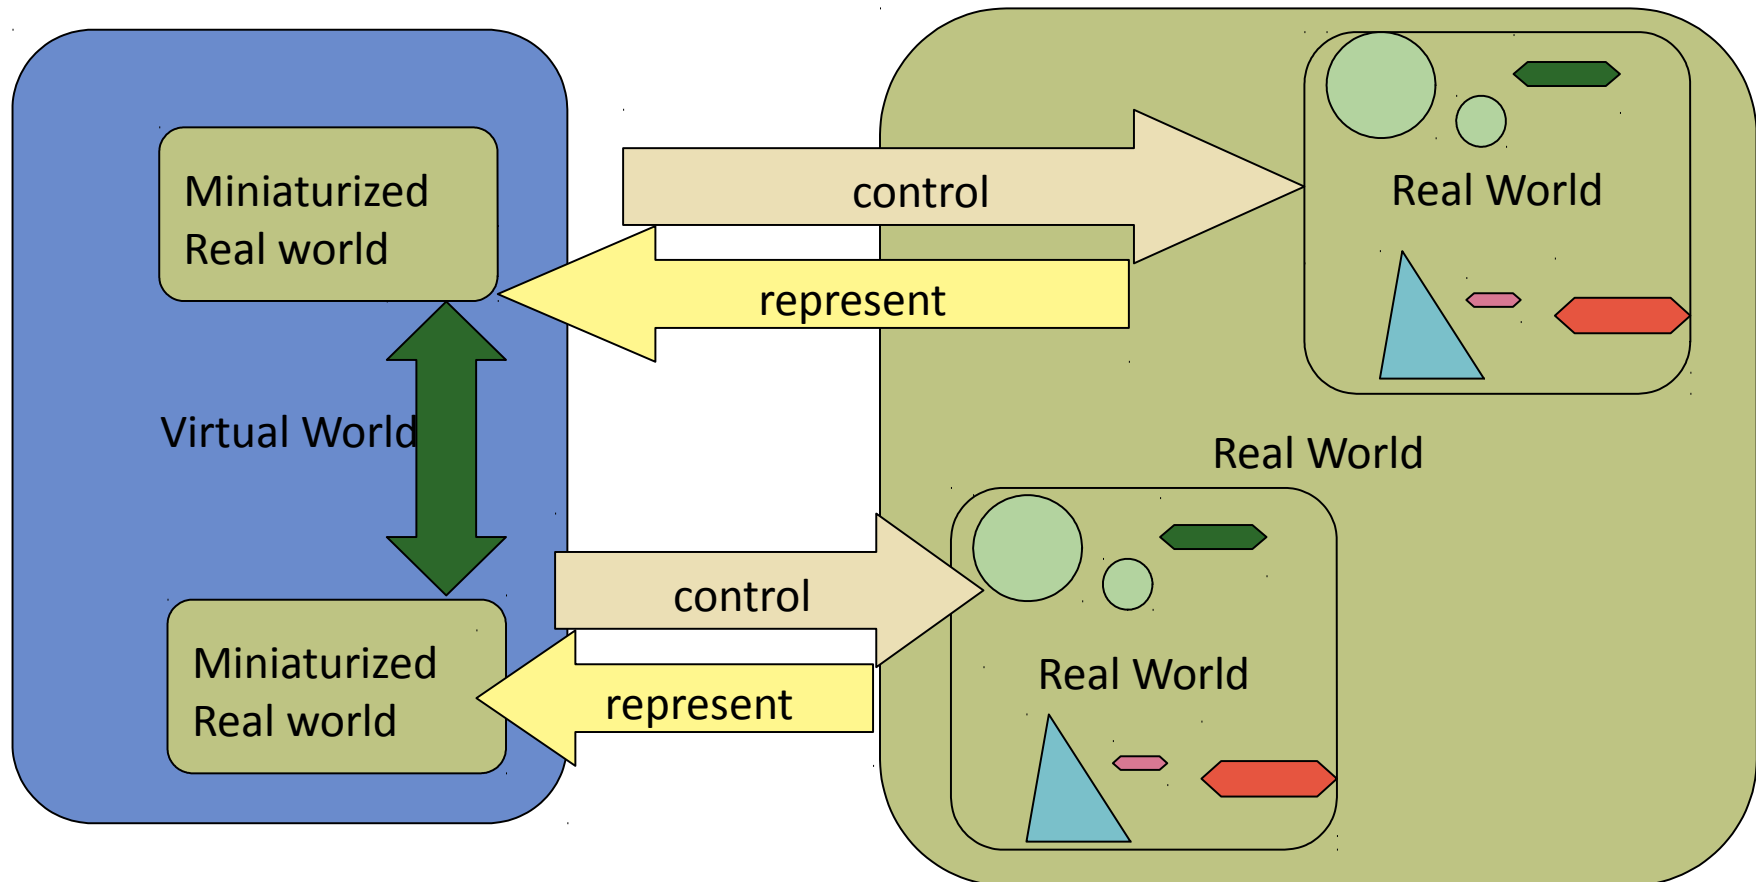 Miniaturized
Real world
control
Real World
represent
Virtual World
Real World
control
Miniaturized
Real world
represent
Real World